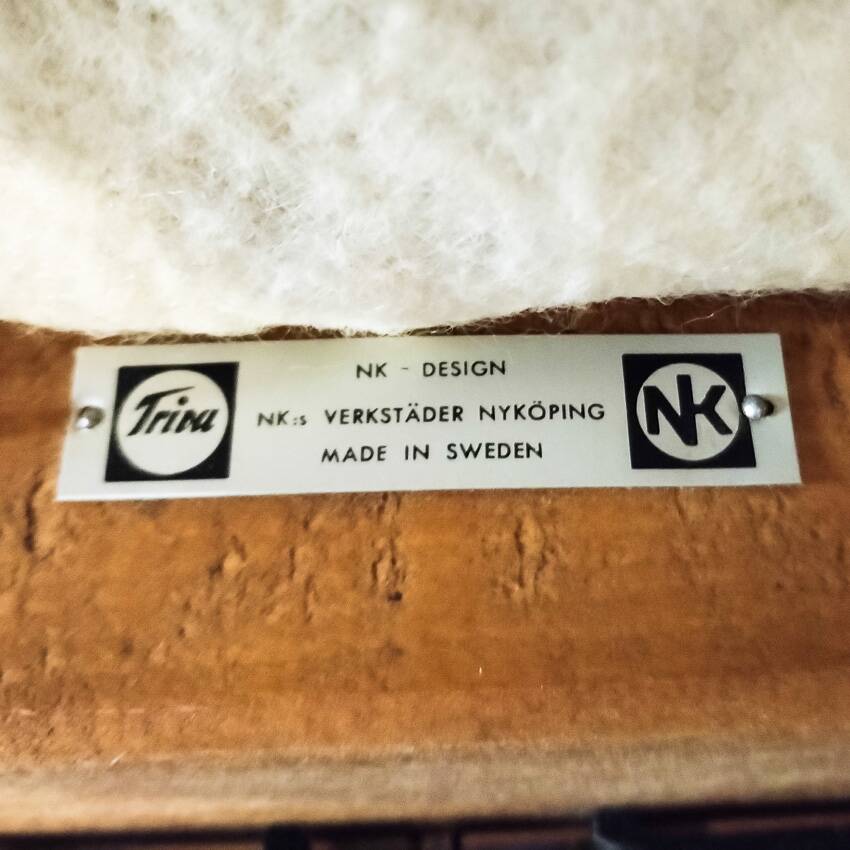 Triva
NK - DESIGN
NK:s VERKSTÄDER NYKÖPING
MADE IN SWEDEN
NK